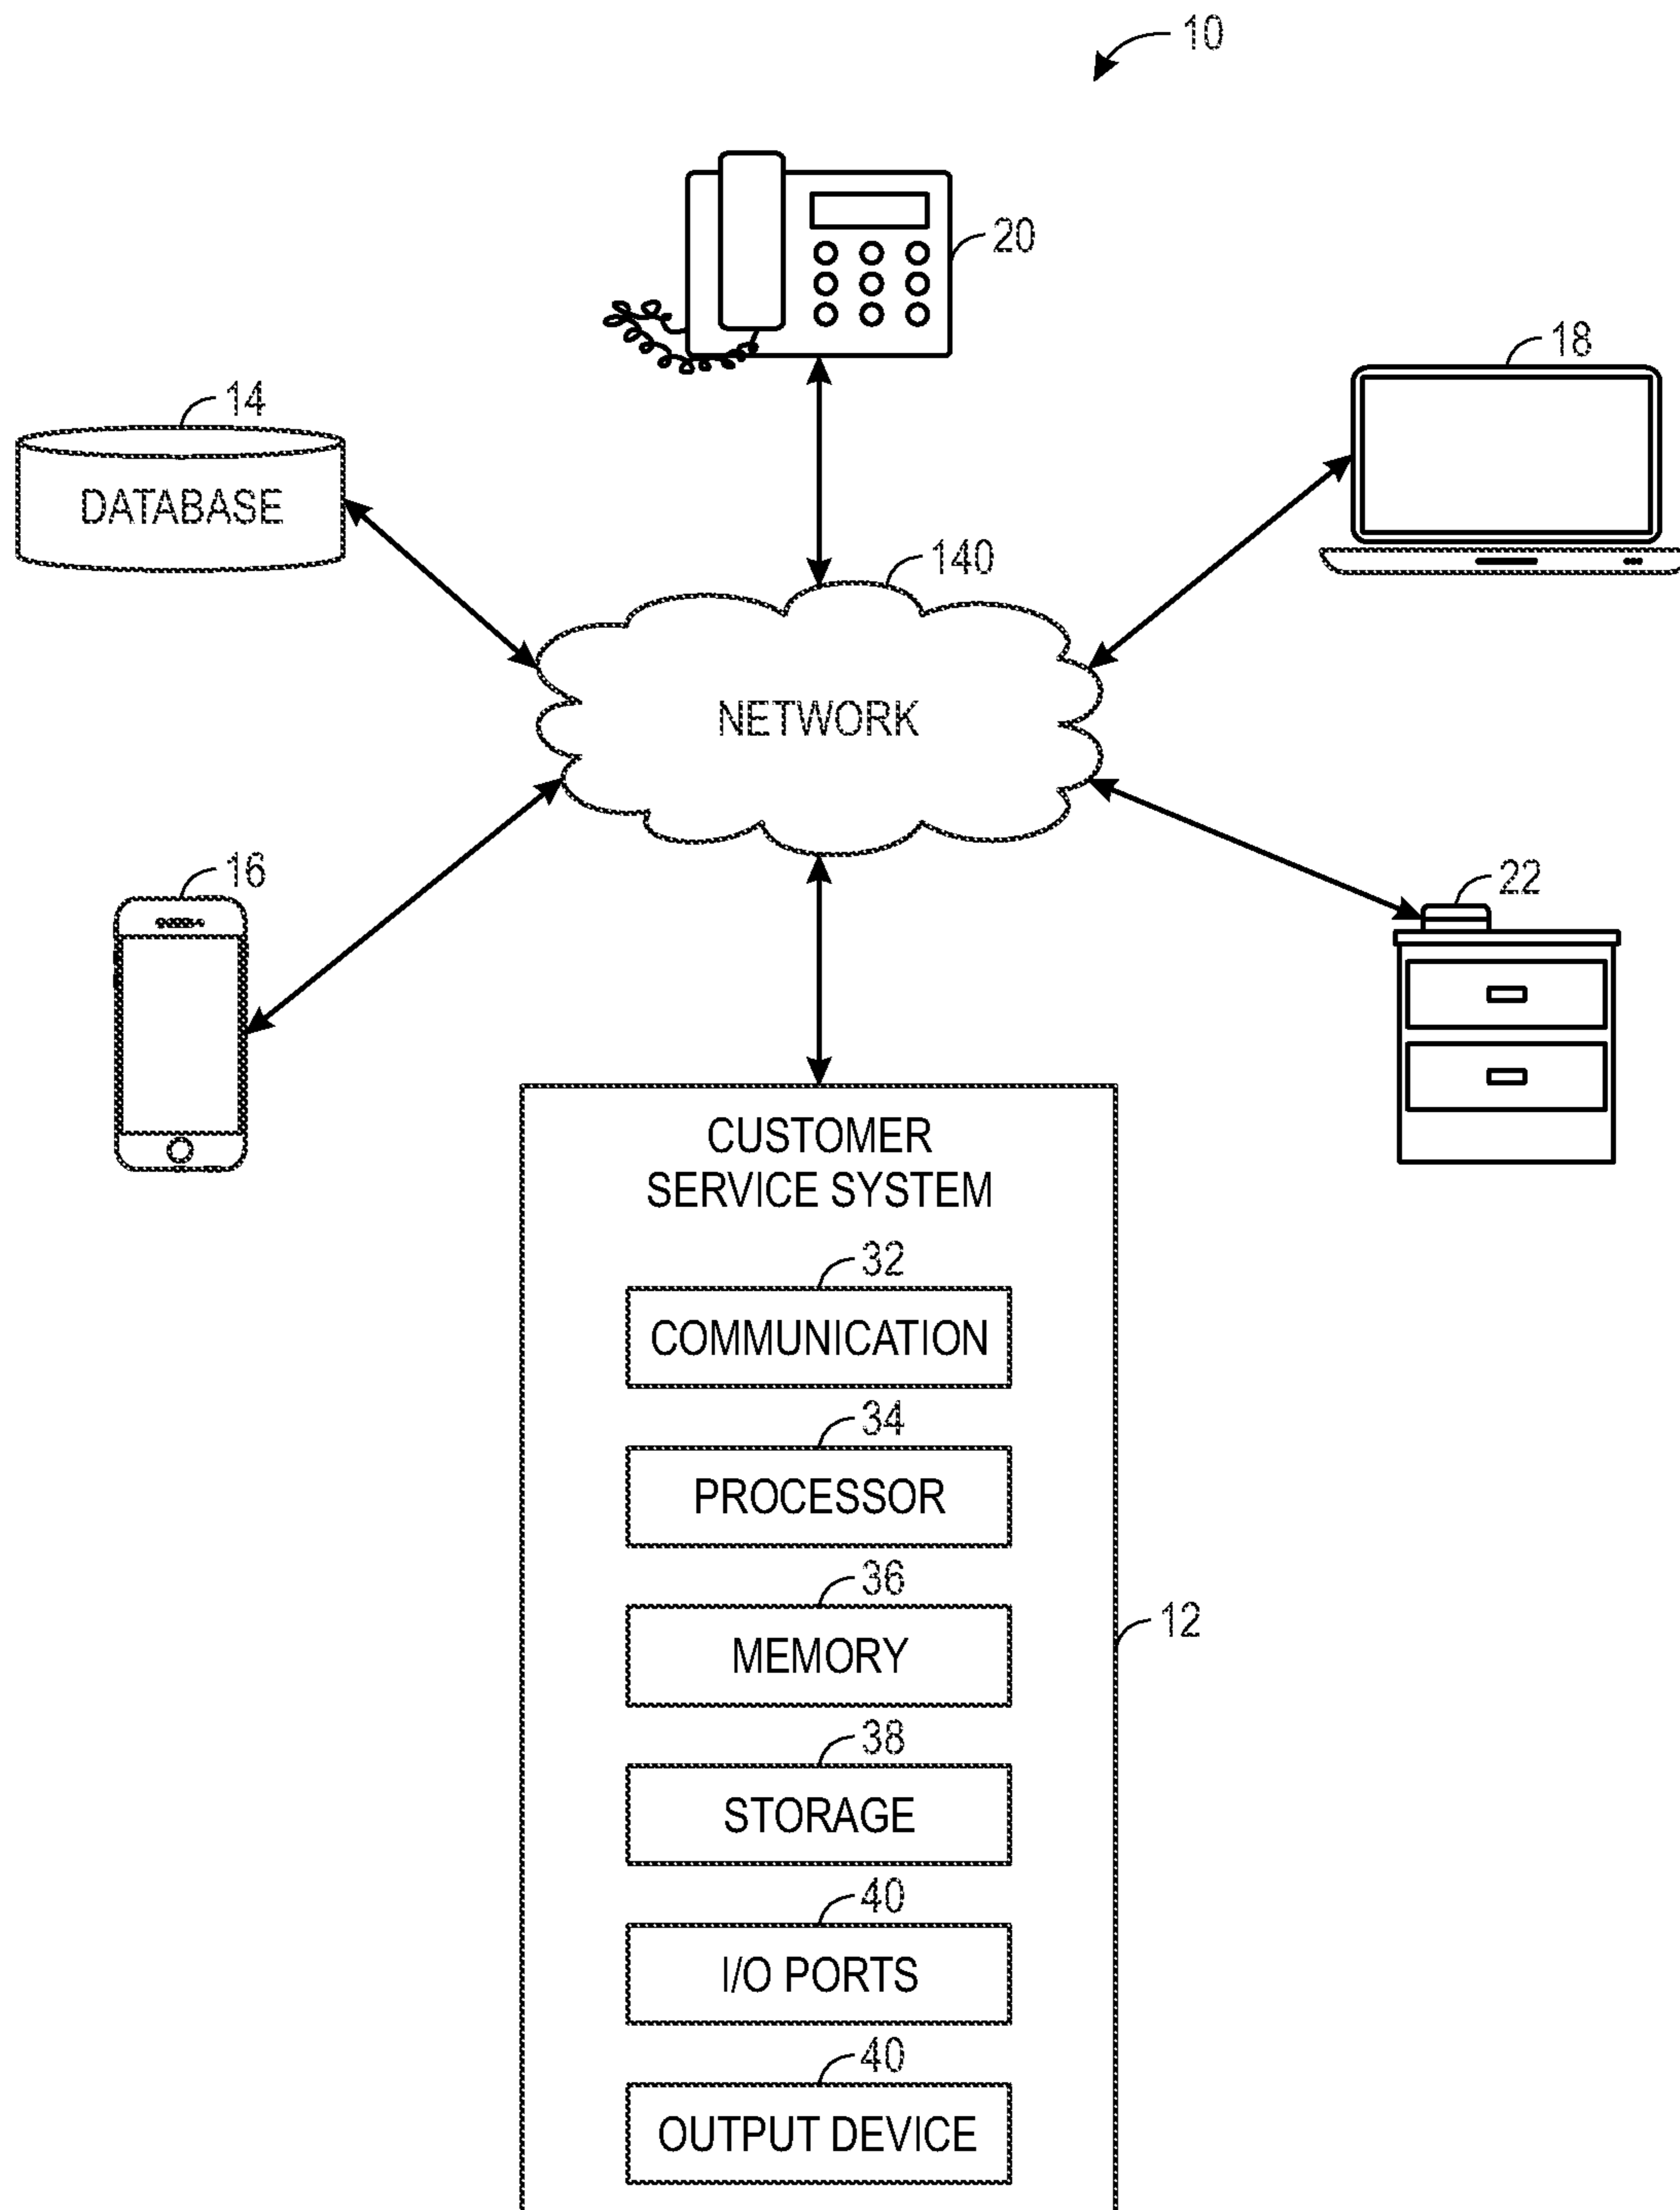 10
20
18
14
DATABASE
140
NETWORK
16
22
CUSTOMER
SERVICE SYSTEM
32
COMMUNICATION
34
PROCESSOR
36
MEMORY
12
38
STORAGE
40
I/O PORTS
40
OUTPUT DEVICE